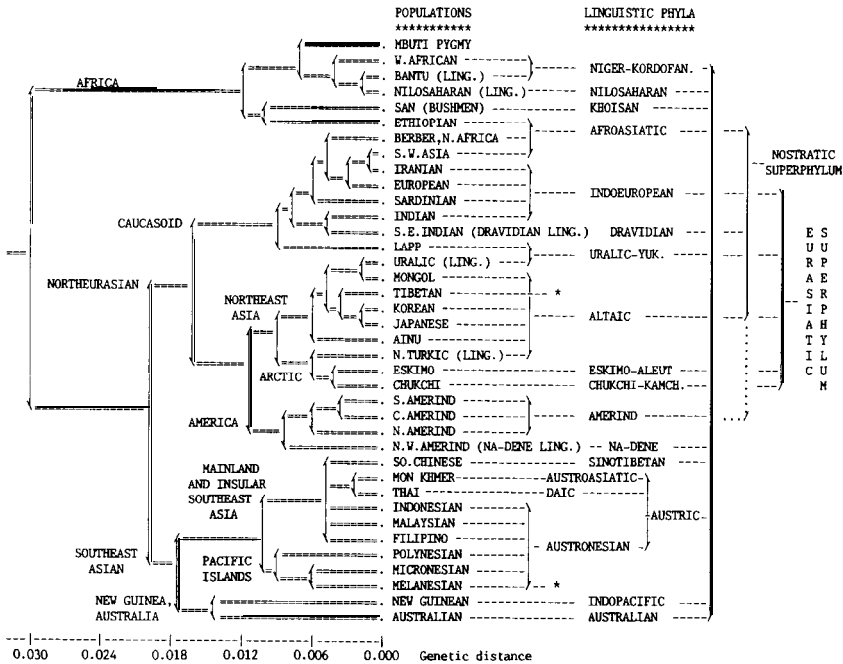 POPULATIONS LINGUISTIC PHYLA
*********** ****************
MBUTI PYGMY
W.AFRICAN
BANTU (LING.) NIGER-KORDOFAN.
AFRICA
NILOSAHARAN (LING.) NILOSAHARAN
SAN (BUSHMEN) KHOISAN
ETHIOPIAN
AFROASIATIC
BERBER,N.AFRICA
S.W.ASIA NOSTRATIC
IRANIAN SUPERPHYLUM
EUROPEAN
INDOEUROPEAN
SARDINIAN
INDIAN
CAUCASOID
S.E.INDIAN (DRAVIDIAN LING.) DRAVIDIAN
LAPP URALIC-YUK.
URALIC (LING.)
MONGOL
NORTHEURASIAN
TIBETAN *
NORTHEAST
ASIA
KOREAN
ALTAIC
JAPANESE
AINU
N.TURKIC (LING.)
ARCTIC
ESKIMO ESKIMO-ALEUT
CHUKCHI CHUKCHI-KAMCH.
EURASIATIC SUPERPHYLUM
S.AMERIND
C.AMERIND AMERIND
AMERICA
N.AMERIND
N.W.AMERIND (NA-DENE LING.) NA-DENE
SO.CHINESE SINOTIBETAN
MAINLAND
AND INSULAR
SOUTHEAST
ASIA
MON KHMER AUSTROASIATIC
THAI DAIC
INDONESIAN
AUSTRIC
MALAYSIAN
FILIPINO
AUSTRONESIAN
SOUTHEAST
ASIAN
POLYNESIAN
PACIFIC
ISLANDS
MICRONESIAN
MELANESIAN *
NEW GUINEA,
AUSTRALIA
NEW GUINEAN INDOPACIFIC
AUSTRALIAN AUSTRALIAN
0.030 0.024 0.018 0.012 0.006 0.000 Genetic distance